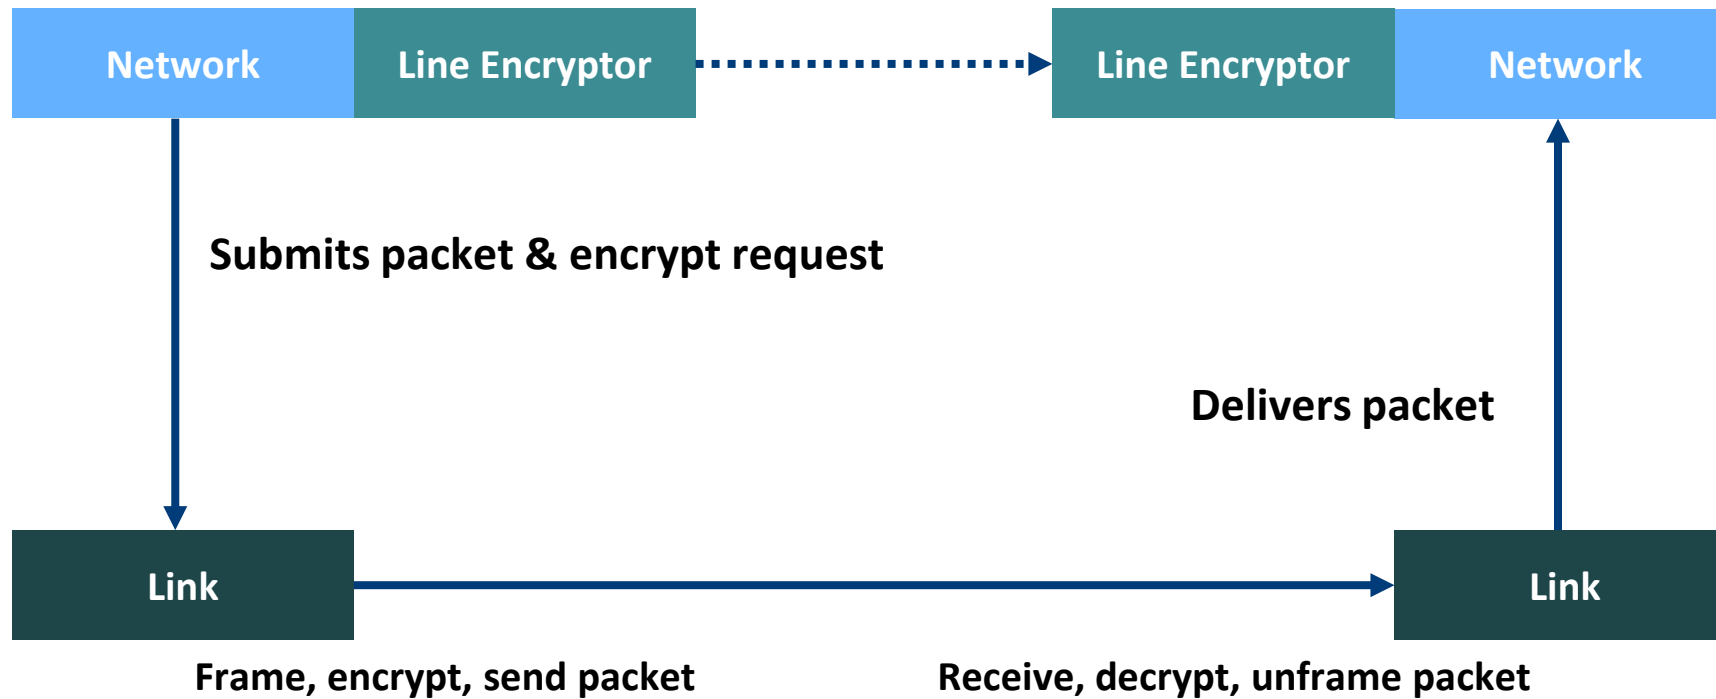 Network
Line Encryptor
Line Encryptor
Network
Submits packet & encrypt request
Delivers packet
Link
Link
Frame, encrypt, send packet
Receive, decrypt, unframe packet